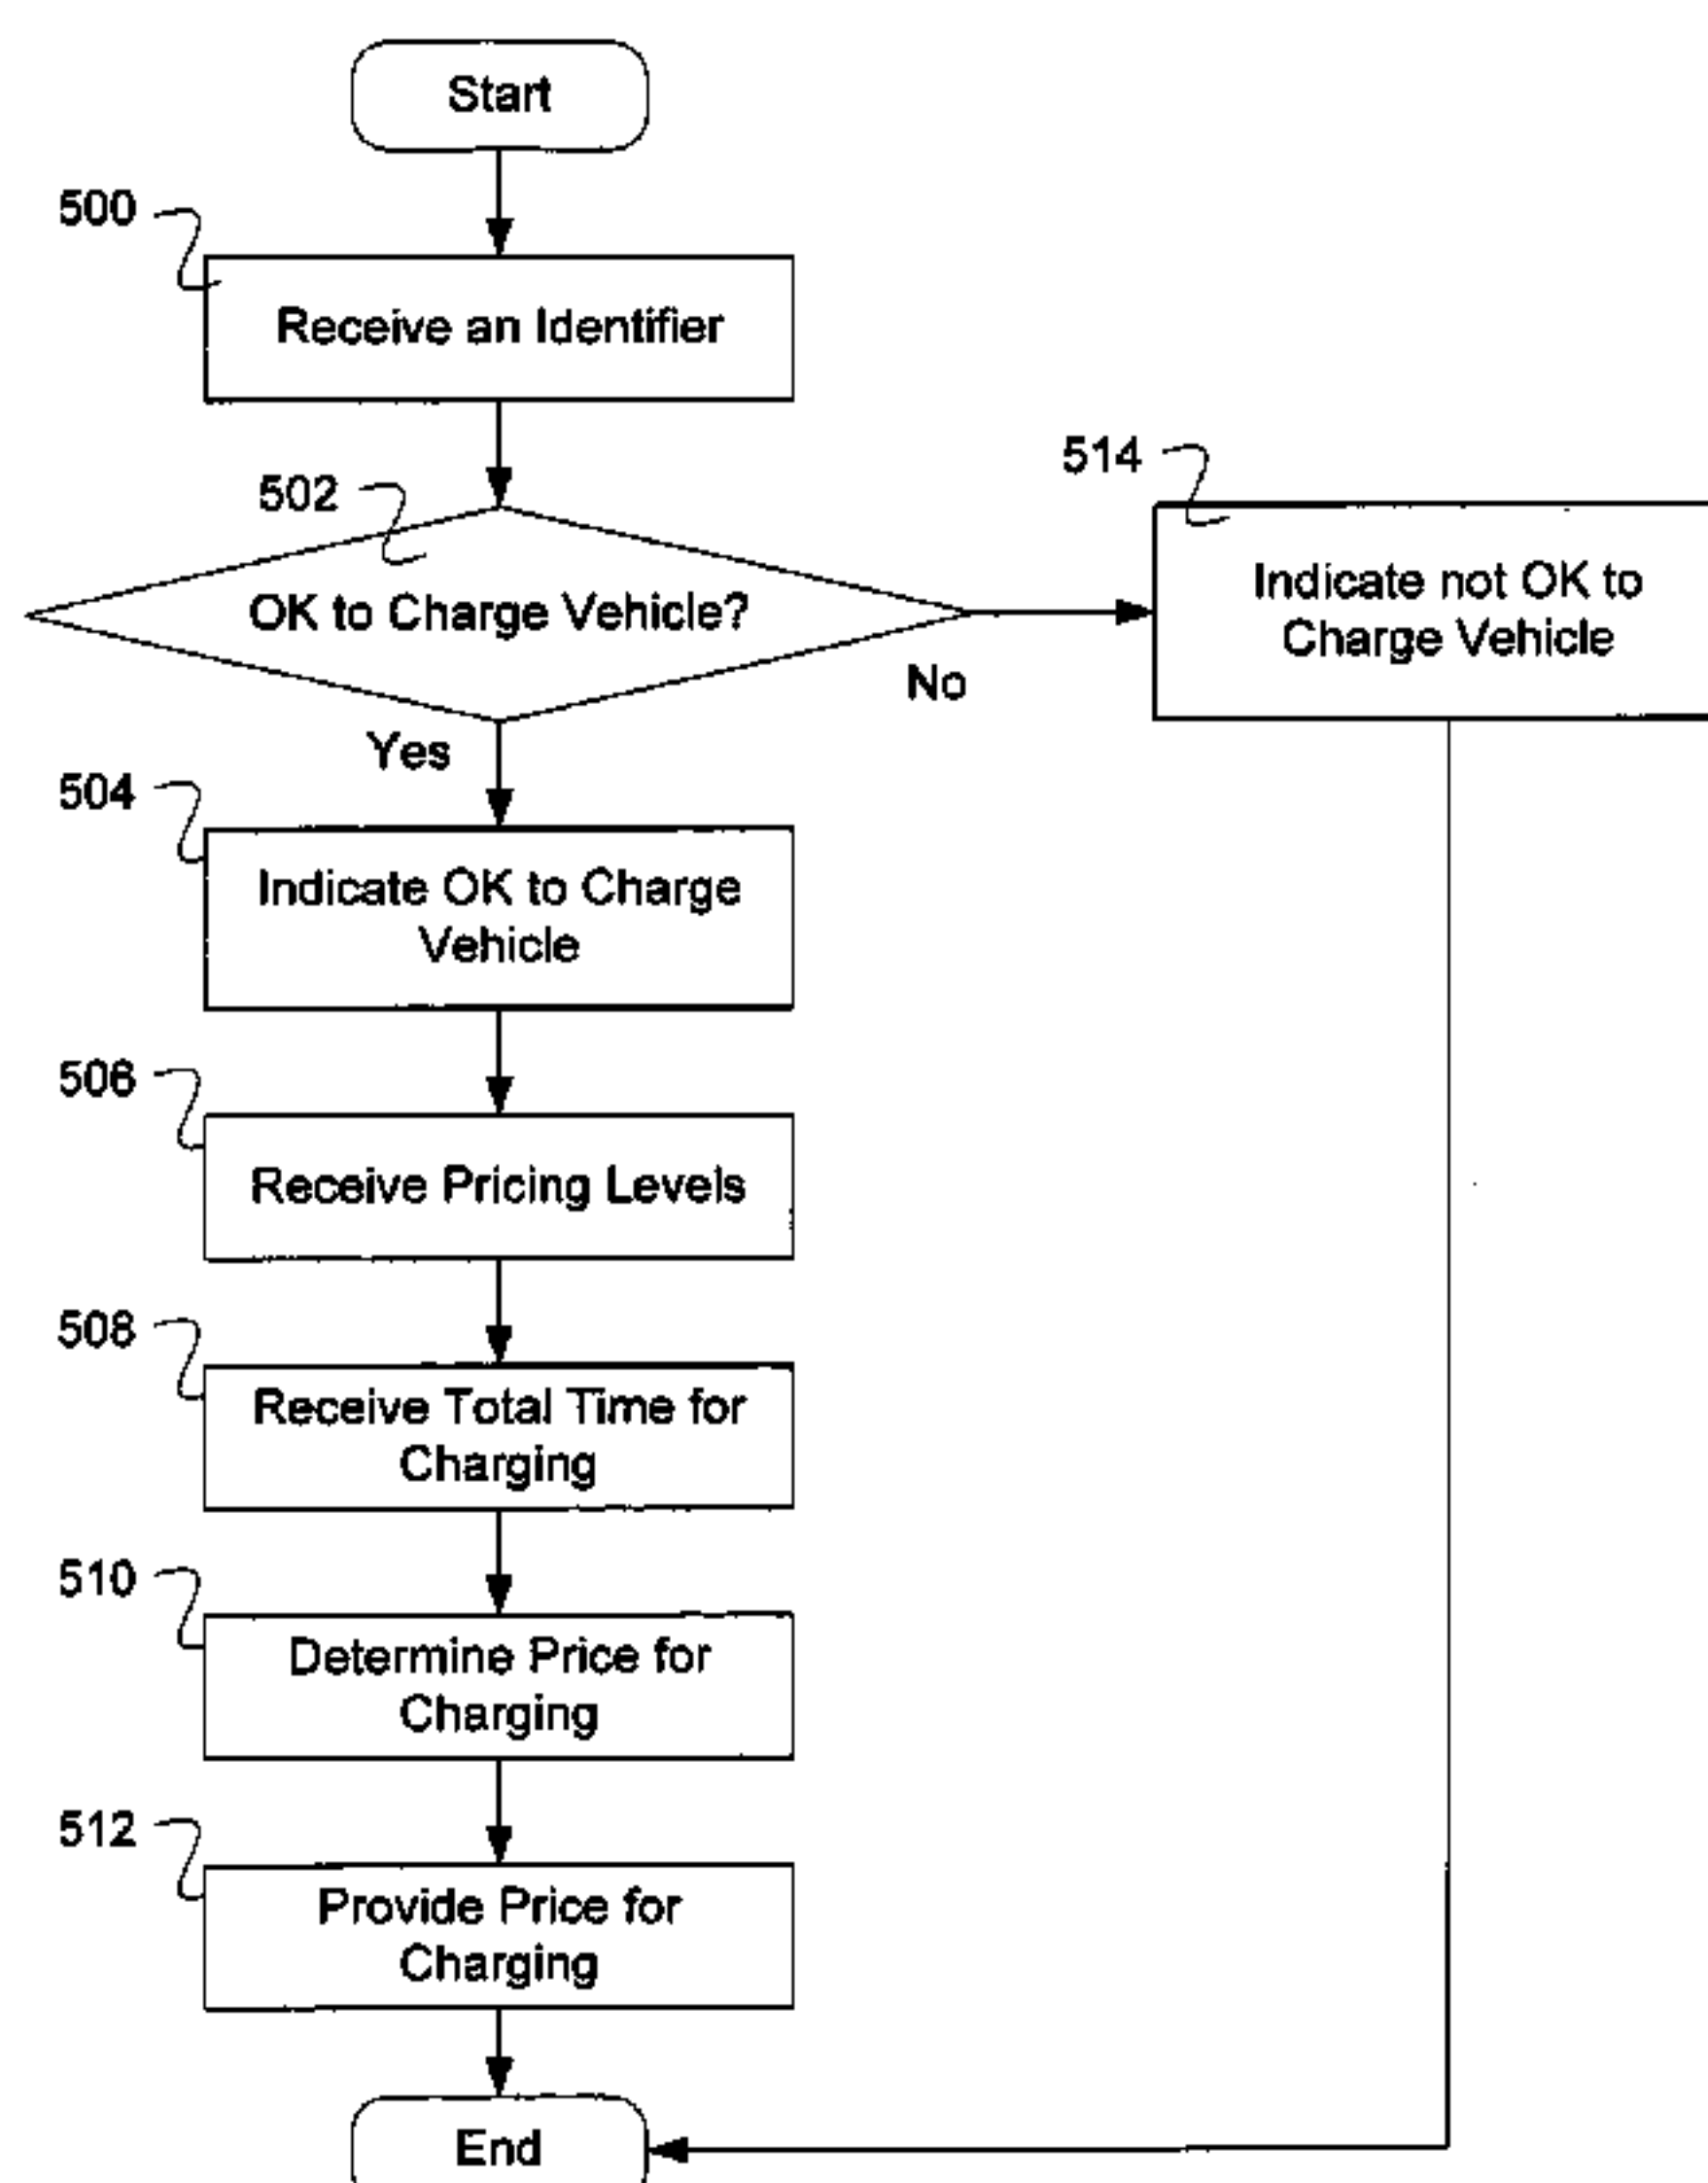 Start
500
Receive an Identifier
502
OK to Charge Vehicle?
No
514
Indicate not OK to
Charge Vehicle
Yes
504
Indicate OK to Charge
Vehicle
506
Receive Pricing Levels
508
Receive Total Time for
Charging
510
Determine Price for
Charging
512
Provide Price for
Charging
End